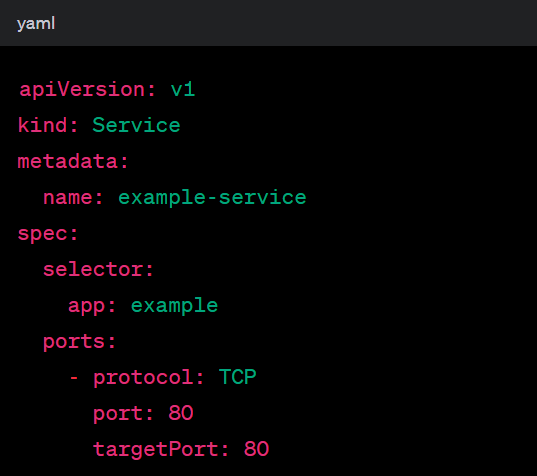 yaml
apiVersion: v1
kind: Service
metadata:
  name: example-service
spec:
  selector:
    app: example
  ports:
    - protocol: TCP
      port: 80
      targetPort: 80